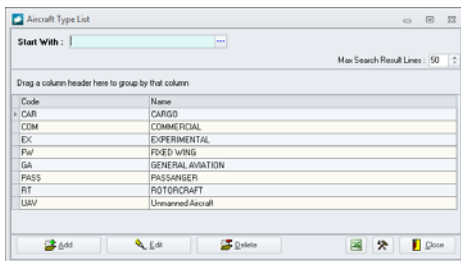 Aircraft Type List
Start With :
Max Search Result Lines : 50
Drag a column header here to group by that column
Code Name
CAR CARGO
COM COMMERCIAL
EX EXPERIMENTAL
FW FIXED WING
GA GENERAL AVIATION
PASS PASSANGER
RT ROTORCRAFT
UAV Unmanned Aircraft
Add Edit Delete Close